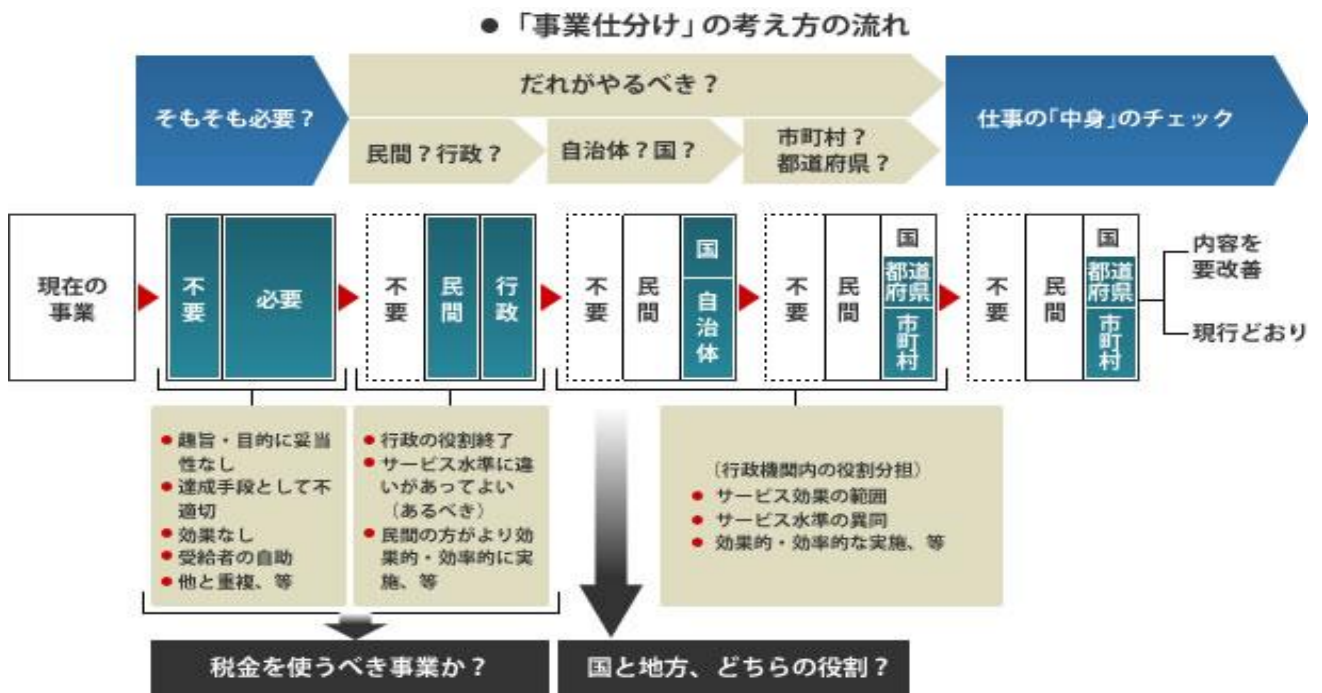 ● 「事業仕分け」の考え方の流れ
そもそも必要？
だれがやるべき？
民間？行政？
自治体？国？
市町村？
都道府県？
仕事の「中身」のチェック
現在の
事業
不要
必要
不要
民間
行政
不要
民間
国
自治体
不要
民間
国
都道
府県
市町村
不要
民間
国
都道
府県
市町村
内容を
要改善
現行どおり
● 趣旨・目的に妥当
性なし
● 達成手段として不
適切
● 効果なし
● 受給者の自助
● 他と重複、等
● 行政の役割終了
● サービス水準に違
いがあってよい
（あるべき）
● 民間の方がより効
果的・効率的に実
施、等
（行政機関内の役割分担）
● サービス効果の範囲
● サービス水準の異同
● 効果的・効率的な実施、等
税金を使うべき事業か？
国と地方、どちらの役割？